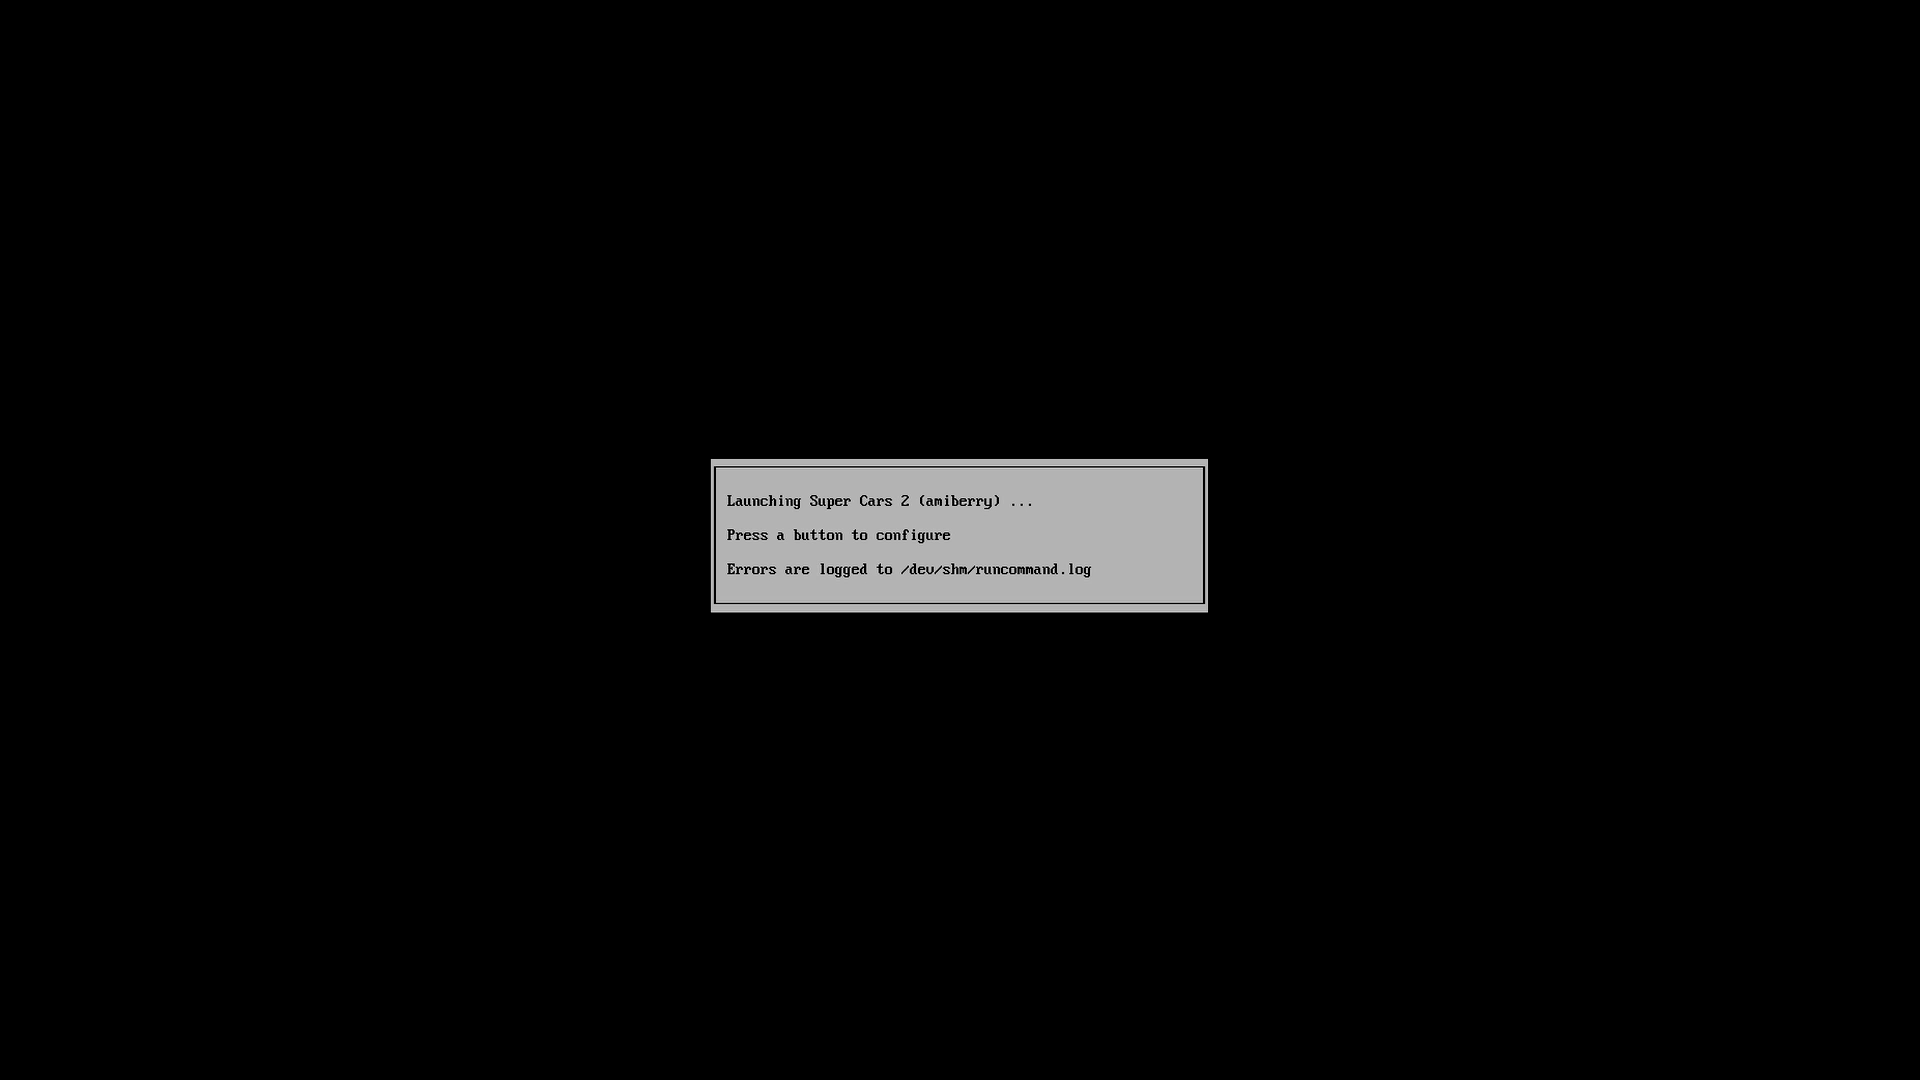 Launching Super Cars 2 (amiberry) ...
Press a button to configure
Errors are logged to /dev/shm/runcommand.log